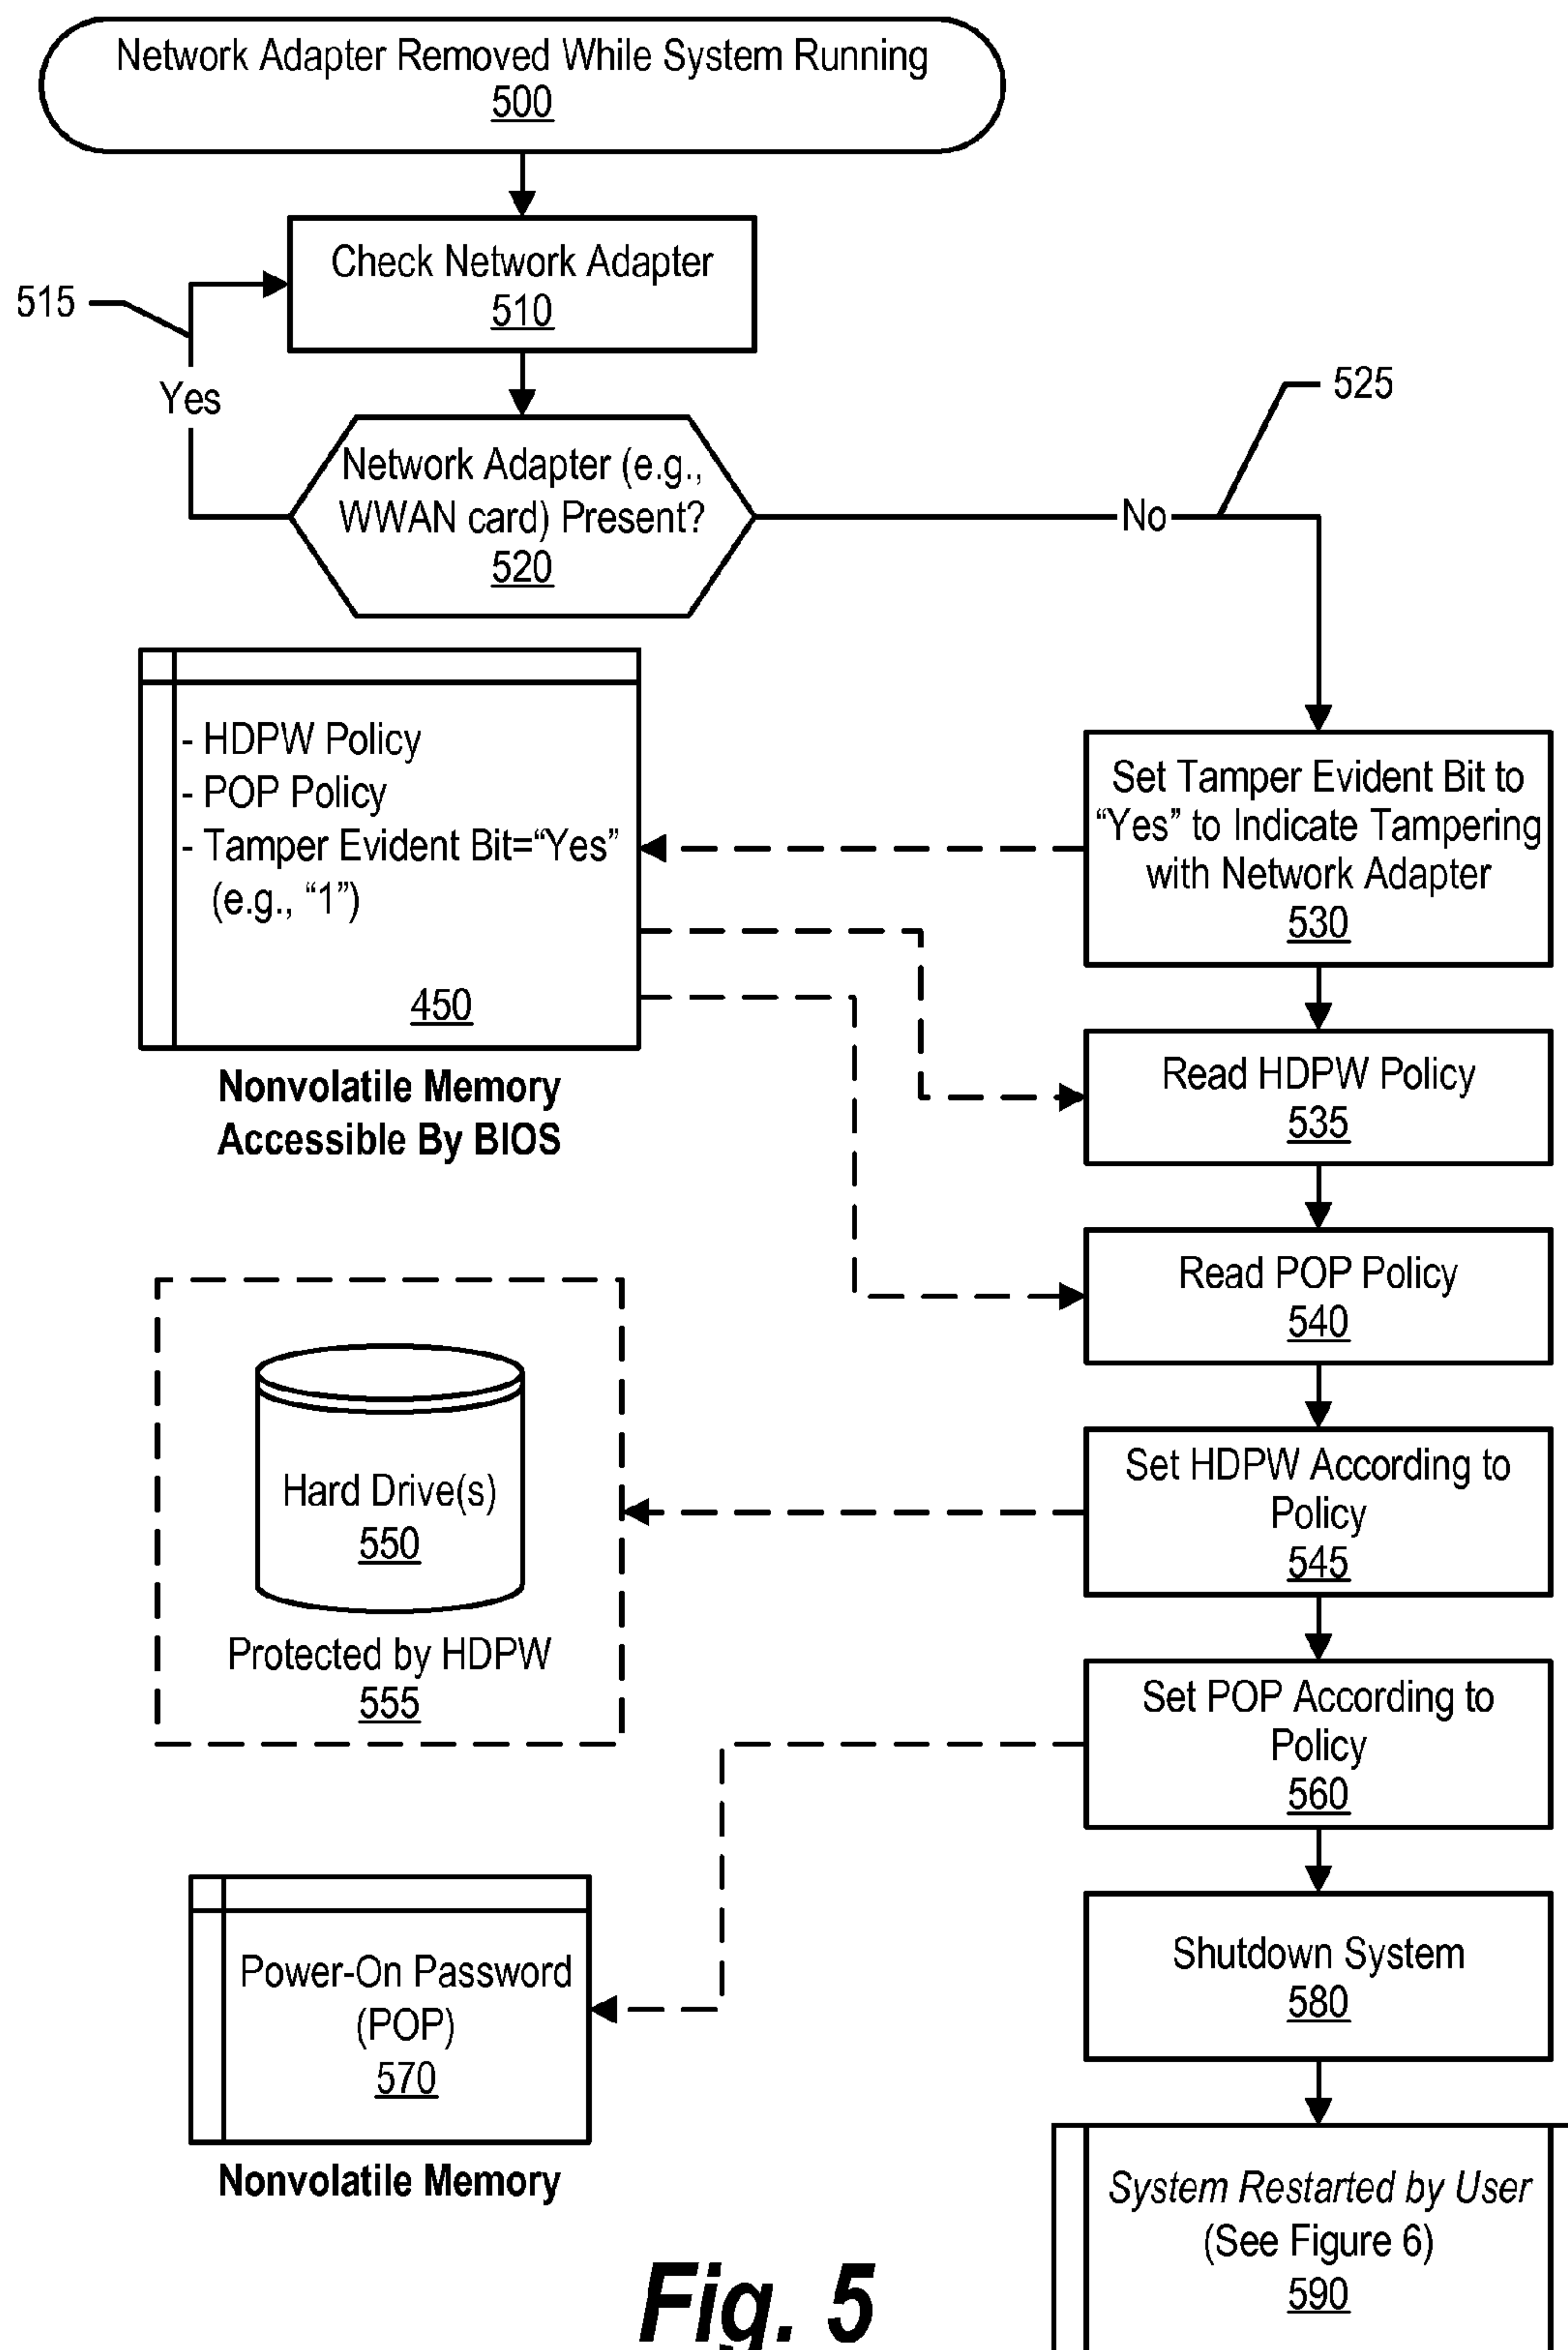 Network Adapter Removed While System Running
500
Check Network Adapter
510
515
Yes
525
Network Adapter (e.g.,
WWAN card) Present?
520
No
- HDPW Policy
- POP Policy
- Tamper Evident Bit=“Yes”
(e.g., “1”)
450
Nonvolatile Memory
Accessible By BIOS
Set Tamper Evident Bit to
“Yes” to Indicate Tampering
with Network Adapter
530
Read HDPW Policy
535
Read POP Policy
540
Hard Drive(s)
550
Protected by HDPW
555
Set HDPW According to
Policy
545
Set POP According to
Policy
560
Power-On Password
(POP)
570
Nonvolatile Memory
Shutdown System
580
System Restarted by User
(See Figure 6)
590
Fig. 5